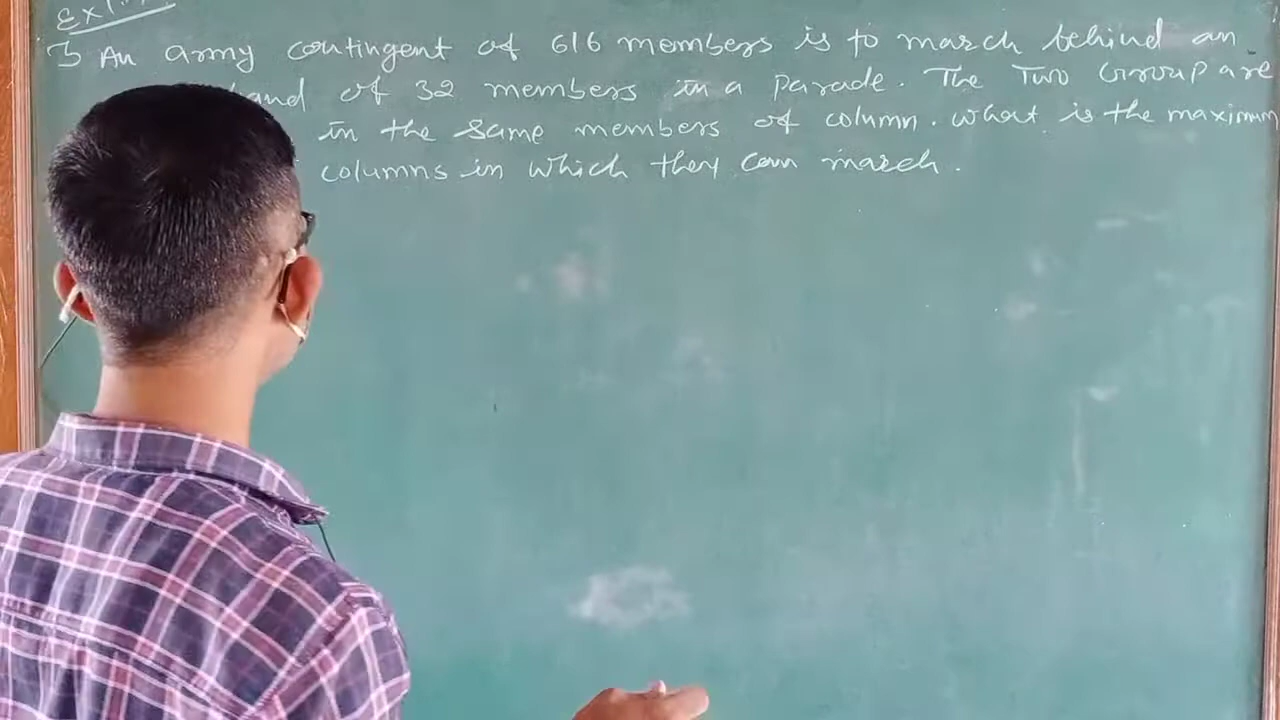 Ex 1.1
3 An army contingent of 616 members is to march behind an
band of 32 members in a parade. The Two Group are
in the same members of column. what is the maximum
columns in which they can march.